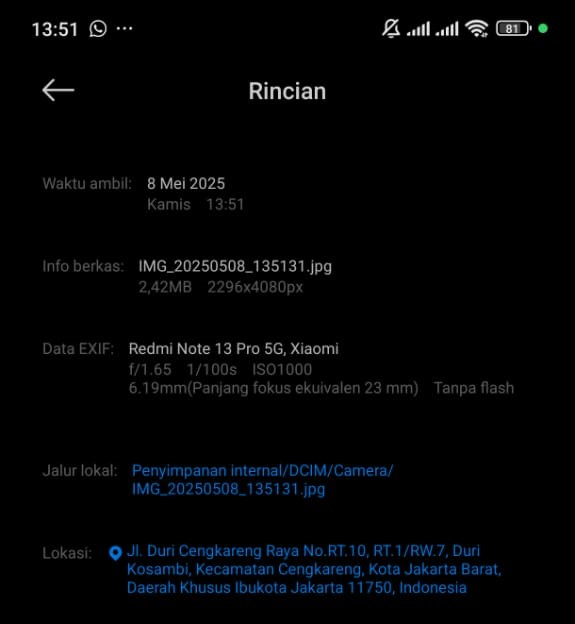 13:51 ...
81
Rincian
Waktu ambil: 8 Mei 2025
Kamis 13:51
Info berkas: IMG_20250508_135131.jpg
2,42MB 2296x4080px
Data EXIF: Redmi Note 13 Pro 5G, Xiaomi
f/1.65 1/100s ISO1000
6.19mm(Panjang fokus ekuivalen 23 mm) Tanpa flash
Jalur lokal: Penyimpanan internal/DCIM/Camera/
IMG_20250508_135131.jpg
Lokasi: Jl. Duri Cengkareng Raya No.RT.10, RT.1/RW.7, Duri
Kosambi, Kecamatan Cengkareng, Kota Jakarta Barat,
Daerah Khusus Ibukota Jakarta 11750, Indonesia